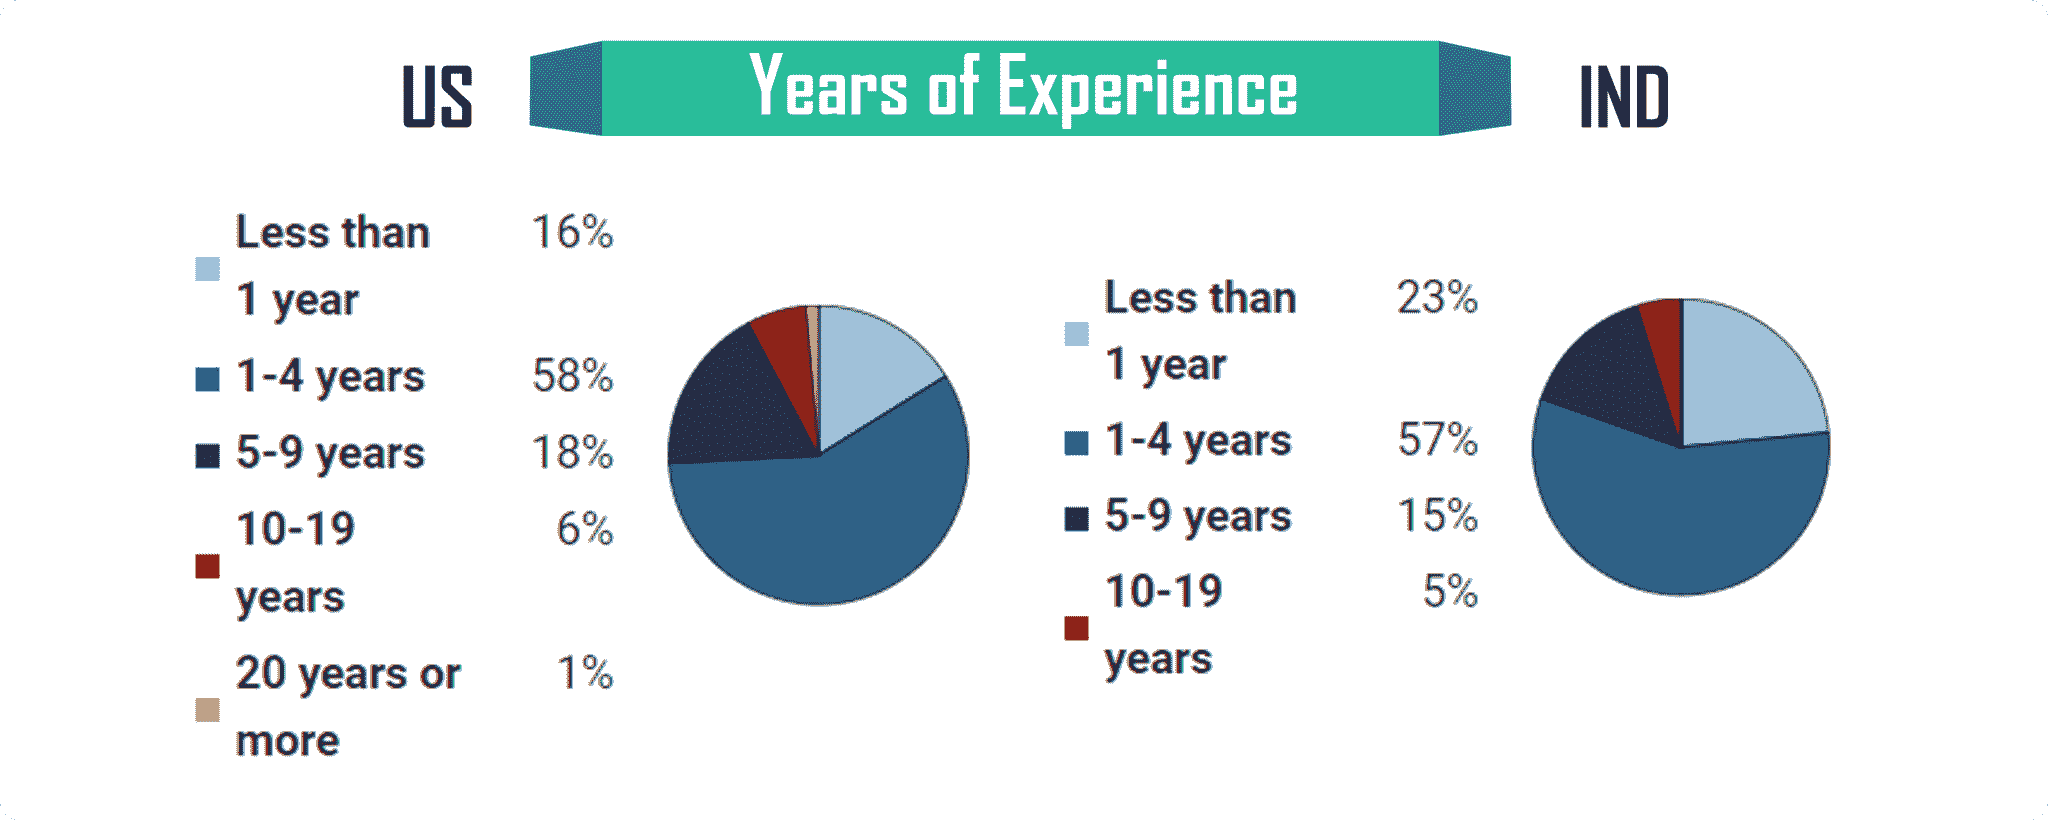 US
Years of Experience
IND
Less than 16%
1 year
1-4 years 58%
5-9 years 18%
10-19 6%
years
20 years or 1%
more
Less than 23%
1 year
1-4 years 57%
5-9 years 15%
10-19 5%
years